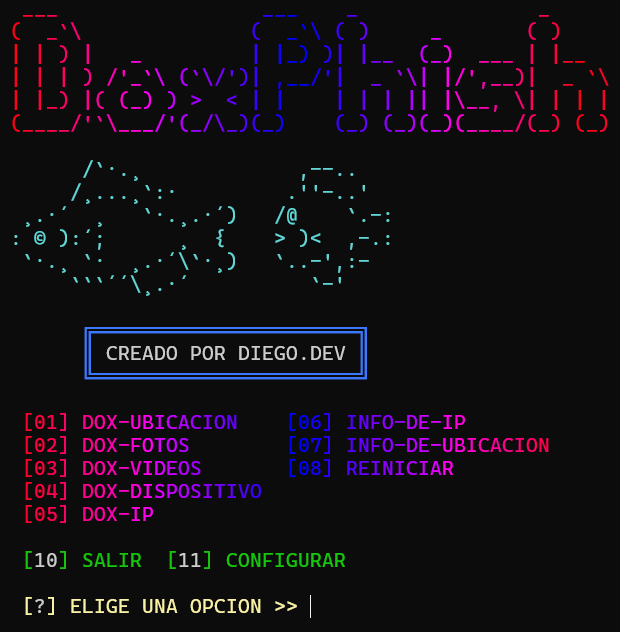 DoxPhish
CREADO POR DIEGO.DEV
[01] DOX-UBICACION [06] INFO-DE-IP
[02] DOX-FOTOS [07] INFO-DE-UBICACION
[03] DOX-VIDEOS [08] REINICIAR
[04] DOX-DISPOSITIVO
[05] DOX-IP
[10] SALIR [11] CONFIGURAR
[?] ELIGE UNA OPCION >>